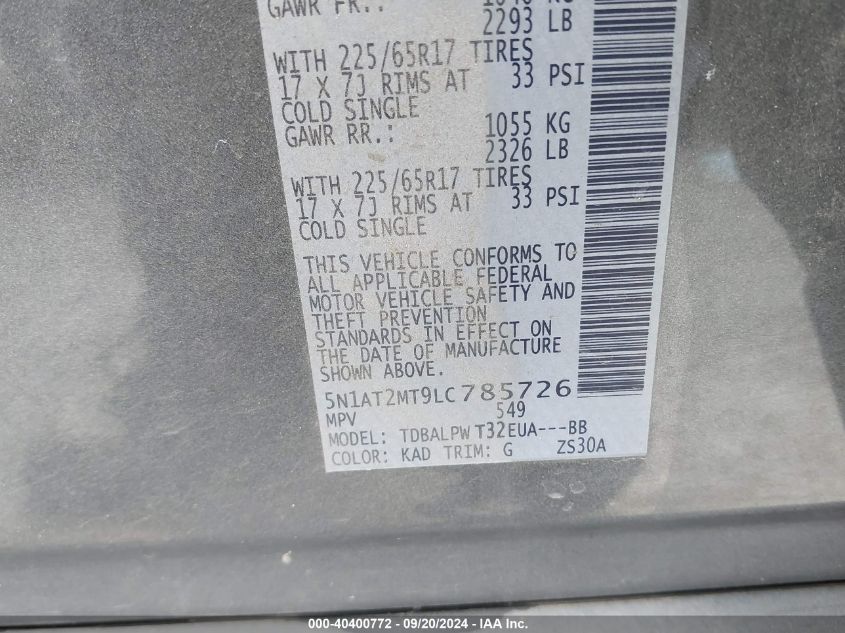 GAWR FR.: 1040 KG
2293 LB
WITH 225/65R17 TIRES
17 X 7J RIMS AT 33 PSI
COLD SINGLE
GAWR RR.: 1055 KG
2326 LB
WITH 225/65R17 TIRES
17 X 7J RIMS AT 33 PSI
COLD SINGLE
THIS VEHICLE CONFORMS TO
ALL APPLICABLE FEDERAL
MOTOR VEHICLE SAFETY AND
THEFT PREVENTION
STANDARDS IN EFFECT ON
THE DATE OF MANUFACTURE
SHOWN ABOVE.
5N1AT2MT9LC785726
MPV 549
MODEL: TDBALPW T32EUA---BB
COLOR: KAD TRIM: G ZS30A
000-40400772 - 09/20/2024 - IAA Inc.